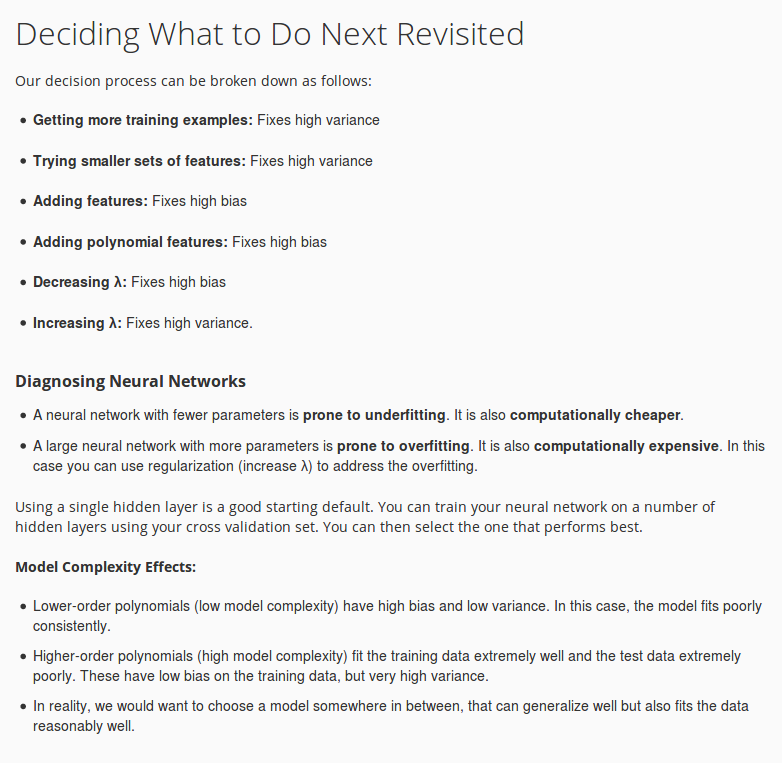 Deciding What to Do Next Revisited
Our decision process can be broken down as follows:
• Getting more training examples: Fixes high variance
• Trying smaller sets of features: Fixes high variance
• Adding features: Fixes high bias
• Adding polynomial features: Fixes high bias
• Decreasing λ: Fixes high bias
• Increasing λ: Fixes high variance.
Diagnosing Neural Networks
• A neural network with fewer parameters is prone to underfitting. It is also computationally cheaper.
• A large neural network with more parameters is prone to overfitting. It is also computationally expensive. In this
case you can use regularization (increase λ) to address the overfitting.
Using a single hidden layer is a good starting default. You can train your neural network on a number of
hidden layers using your cross validation set. You can then select the one that performs best.
Model Complexity Effects:
• Lower-order polynomials (low model complexity) have high bias and low variance. In this case, the model fits poorly
consistently.
• Higher-order polynomials (high model complexity) fit the training data extremely well and the test data extremely
poorly. These have low bias on the training data, but very high variance.
• In reality, we would want to choose a model somewhere in between, that can generalize well but also fits the data
reasonably well.